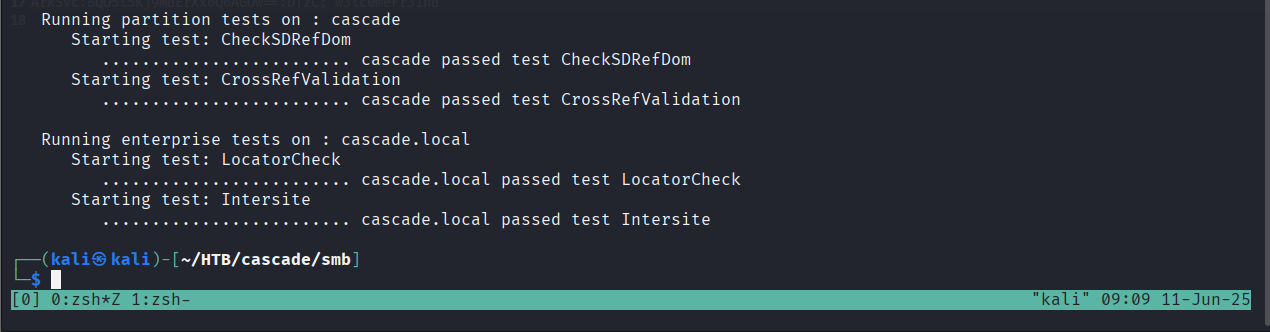 Running partition tests on : cascade
Starting test: CheckSDRefDom
......................... cascade passed test CheckSDRefDom
Starting test: CrossRefValidation
......................... cascade passed test CrossRefValidation
Running enterprise tests on : cascade.local
Starting test: LocatorCheck
......................... cascade.local passed test LocatorCheck
Starting test: Intersite
......................... cascade.local passed test Intersite
┌──(kali㉿kali)-[~/HTB/cascade/smb]
└─$
[0] 0:zsh*Z 1:zsh- "kali" 09:09 11-Jun-25